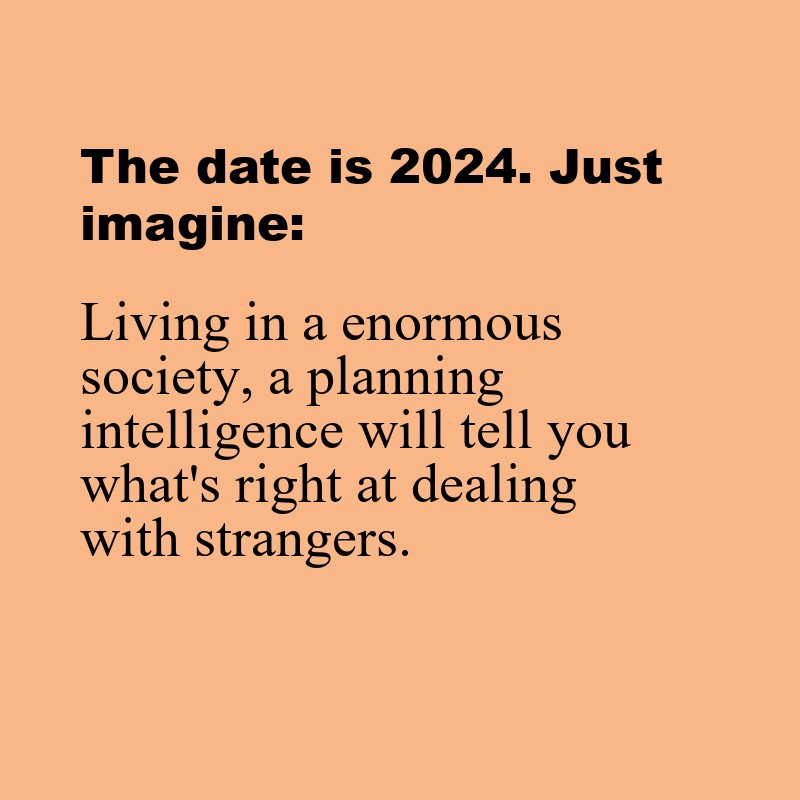 The date is 2024. Just
imagine:
Living in a enormous
society, a planning
intelligence will tell you
what's right at dealing
with strangers.